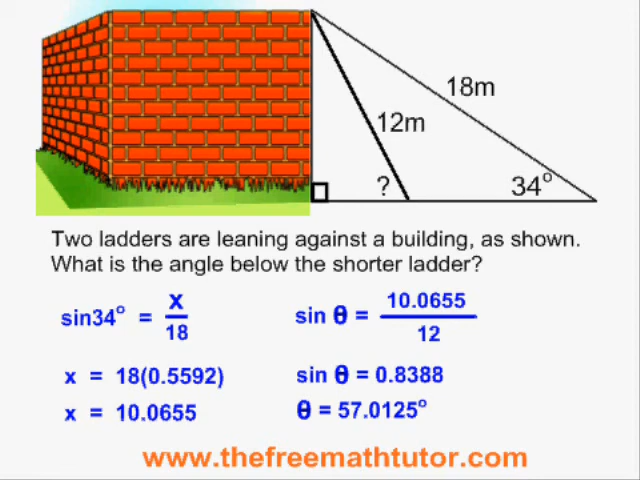 18m
12m
?
34°
Two ladders are leaning against a building, as shown.
What is the angle below the shorter ladder?
sin34° = x/18
sin θ = 10.0655/12
x = 18(0.5592)
sin θ = 0.8388
x = 10.0655
θ = 57.0125°
www.thefreemathtutor.com